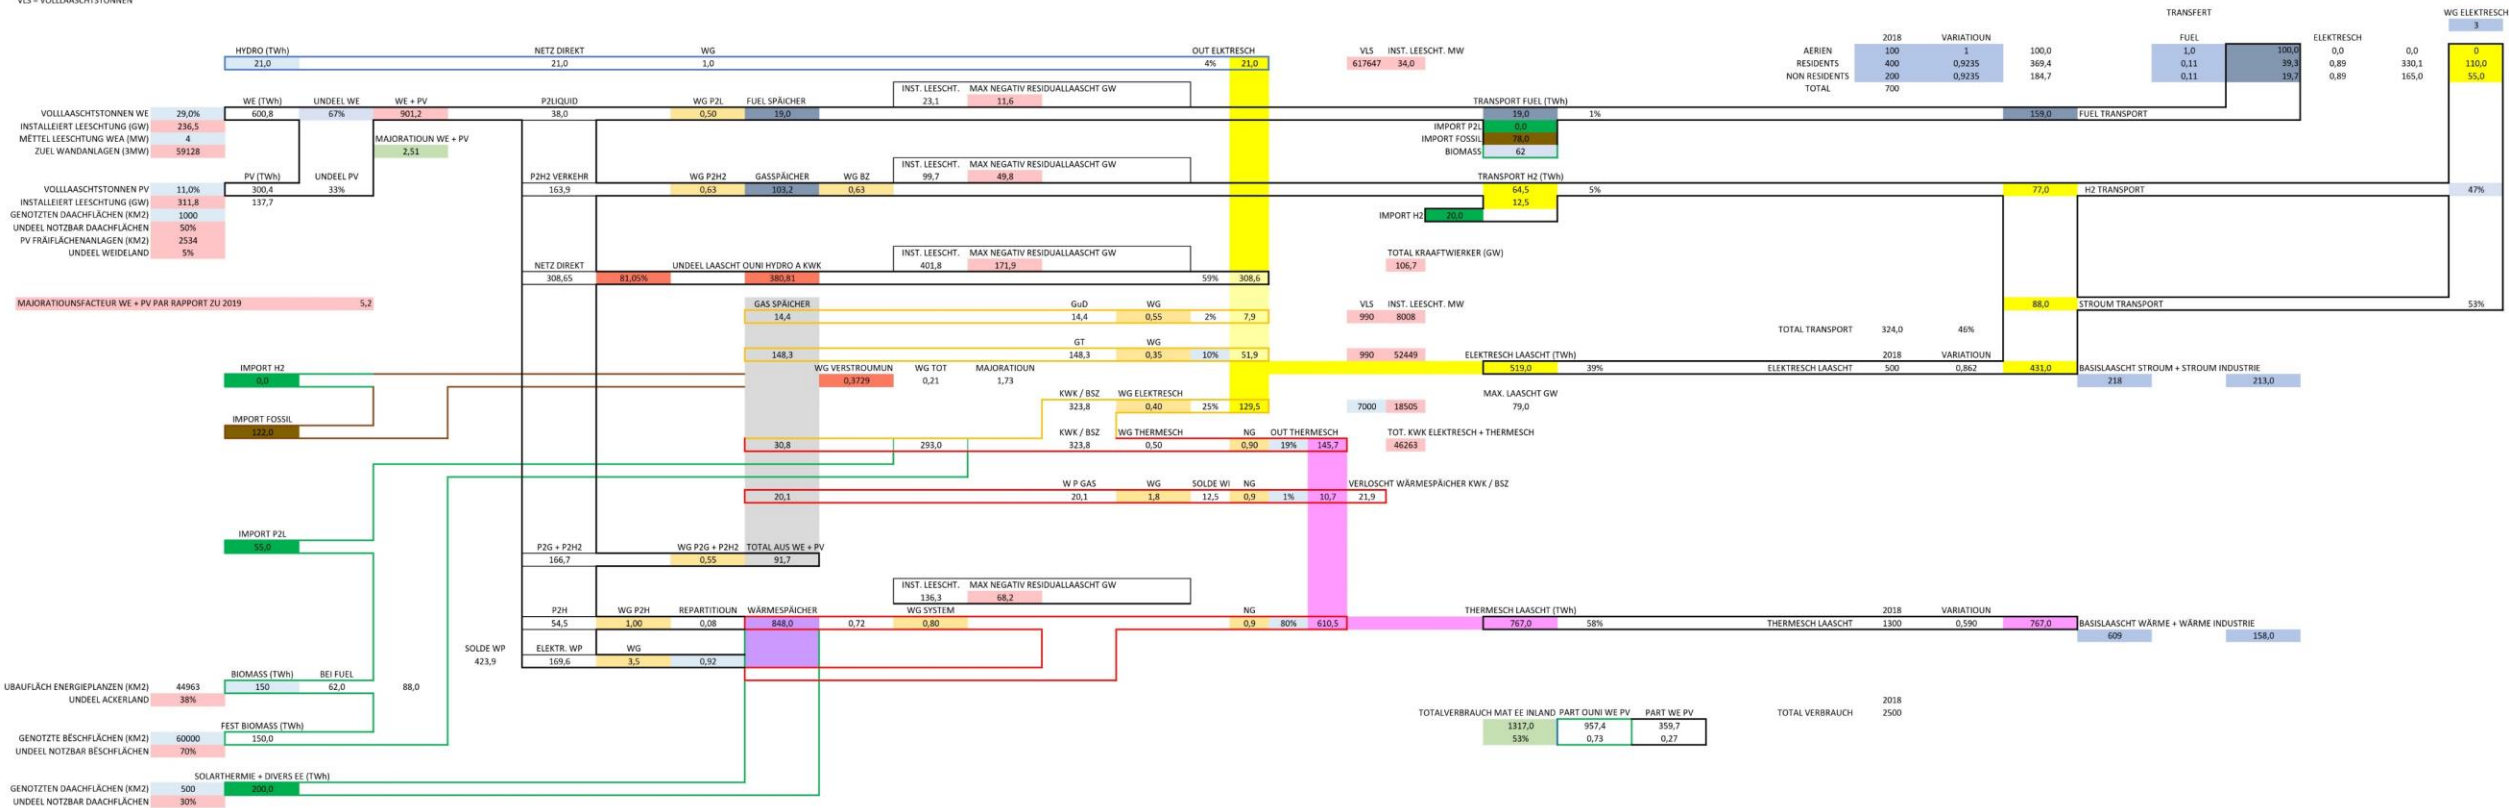 VLS = VOLLLAASCHTSTONNEN
TRANSFERT WG ELEKTRESCH
3
2018 VARIATIOUN FUEL ELEKTRESCH
HYDRO (TWh) NETZ DIREKT WG OUT ELKTRESCH VLS INST. LEESCHT. MW AERIEN 100 1 100,0 1,0 100,0 0,0 0,0 0
21,0 21,0 1,0 4% 21,0 617647 34,0 RESIDENTS 400 0,9235 369,4 0,11 39,3 0,89 330,1 110,0
NON RESIDENTS 200 0,9235 184,7 0,11 19,7 0,89 165,0 55,0
INST. LEESCHT. MAX NEGATIV RESIDUALLAASCHT GW TOTAL 700
WE (TWh) UNDEEL WE WE + PV P2LIQUID WG P2L FUEL SPÄICHER 23,1 11,6 TRANSPORT FUEL (TWh)
VOLLLAASCHTSTONNEN WE 29,0% 600,8 67% 901,2 38,0 0,50 19,0 19,0 1% 159,0 FUEL TRANSPORT
INSTALLEIERT LEESCHTUNG (GW) 236,5 IMPORT P2L 0,0
MËTTEL LEESCHTUNG WEA (MW) 4 MAJORATIOUN WE + PV IMPORT FOSSIL 78,0
ZUEL WANDANLAGEN (3MW) 59128 2,51 BIOMASS 62
INST. LEESCHT. MAX NEGATIV RESIDUALLAASCHT GW
PV (TWh) UNDEEL PV P2H2 VERKEHR WG P2H2 GASSPÄICHER WG BZ 99,7 49,8 TRANSPORT H2 (TWh)
VOLLLAASCHTSTONNEN PV 11,0% 300,4 33% 163,9 0,63 103,2 0,63 64,5 5% 77,0 H2 TRANSPORT 47%
INSTALLEIERT LEESCHTUNG (GW) 311,8 137,7 12,5
GENOTZTEN DAACHFLÄCHEN (KM2) 1000 IMPORT H2 20,0
UNDEEL NOTZBAR DAACHFLÄCHEN 50%
PV FRÄIFLÄCHENANLAGEN (KM2) 2534
UNDEEL WEIDELAND 5% INST. LEESCHT. MAX NEGATIV RESIDUALLAASCHT GW TOTAL KRAAFTWIERKER (GW)
NETZ DIREKT UNDEEL LAASCHT OUNI HYDRO A KWK 401,8 171,9 106,7
308,65 81,05% 380,81 59% 308,6
MAJORATIOUNSFACTEUR WE + PV PAR RAPPORT ZU 2019 5,2 GAS SPÄICHER GuD WG VLS INST. LEESCHT. MW 88,0 STROUM TRANSPORT 53%
14,4 14,4 0,55 2% 7,9 990 8008
TOTAL TRANSPORT 324,0 46%
GT WG
148,3 148,3 0,35 10% 51,9 990 52449 ELEKTRESCH LAASCHT (TWh) 2018 VARIATIOUN
IMPORT H2 WG VERSTROUMUN WG TOT MAJORATIOUN 519,0 39% ELEKTRESCH LAASCHT 500 0,862 431,0 BASISLAASCHT STROUM + STROUM INDUSTRIE
0,0 0,3729 0,21 1,73 218 213,0
KWK / BSZ WG ELEKTRESCH MAX. LAASCHT GW
323,8 0,40 25% 129,5 7000 18505 79,0
IMPORT FOSSIL
122,0 KWK / BSZ WG THERMESCH NG OUT THERMESCH TOT. KWK ELEKTRESCH + THERMESCH
30,8 293,0 323,8 0,50 0,90 19% 145,7 46263
W P GAS WG SOLDE WI NG VERLOSCHT WÄRMESPÄICHER KWK / BSZ
20,1 20,1 1,8 12,5 0,9 1% 10,7 21,9
IMPORT P2L
55,0 P2G + P2H2 WG P2G + P2H2 TOTAL AUS WE + PV
166,7 0,55 91,7
INST. LEESCHT. MAX NEGATIV RESIDUALLAASCHT GW
136,3 68,2
P2H WG P2H REPARTITIOUN WÄRMESPÄICHER WG SYSTEM NG THERMESCH LAASCHT (TWh) 2018 VARIATIOUN
54,5 1,00 0,08 848,0 0,72 0,80 0,9 80% 610,5 767,0 58% THERMESCH LAASCHT 1300 0,590 767,0 BASISLAASCHT WÄRME + WÄRME INDUSTRIE
609 158,0
SOLDE WP ELEKTR. WP WG
423,9 169,6 3,5 0,92
BIOMASS (TWh) BEI FUEL
UBAUFLÄCH ENERGIEPLANZEN (KM2) 44963 150 62,0 88,0
UNDEEL ACKERLAND 38% 2018
TOTALVERBRAUCH MAT EE INLAND PART OUNI WE PV PART WE PV TOTAL VERBRAUCH 2500
FEST BIOMASS (TWh) 1317,0 957,4 359,7
GENOTZTE BËSCHFLÄCHEN (KM2) 60000 150,0 53% 0,73 0,27
UNDEEL NOTZBAR BËSCHFLÄCHEN 70%
SOLARTHERMIE + DIVERS EE (TWh)
GENOTZTEN DAACHFLÄCHEN (KM2) 500 200,0
UNDEEL NOTZBAR DAACHFLÄCHEN 30%